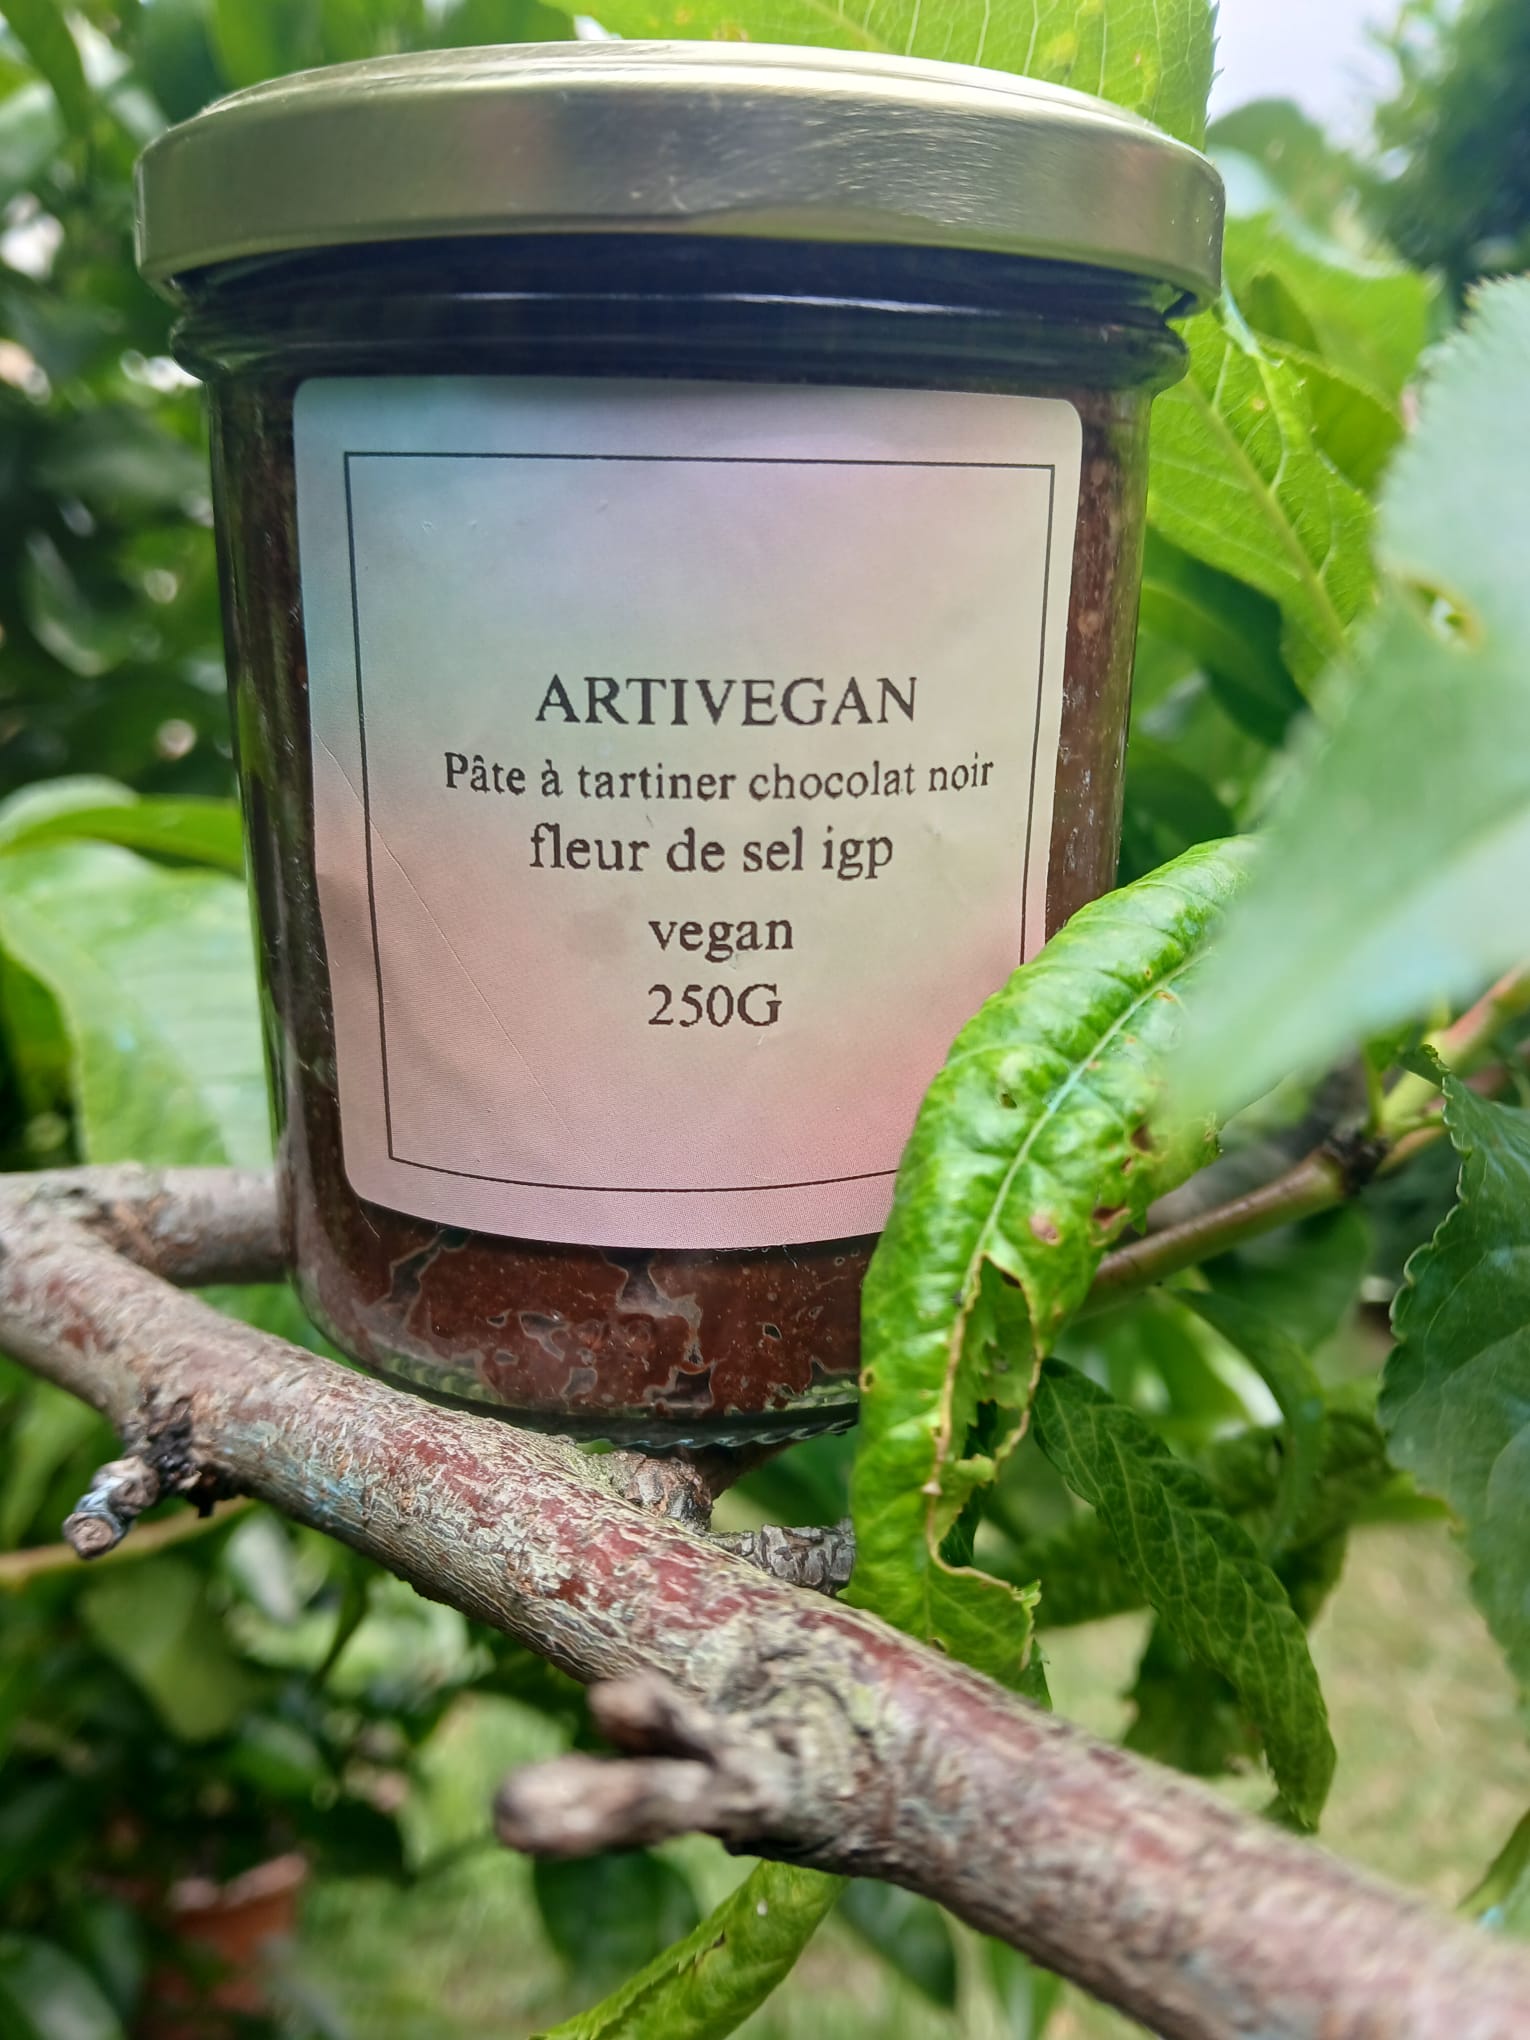 ARTIVEGAN
Pâte à tartiner chocolat noir
fleur de sel igp
vegan
250G